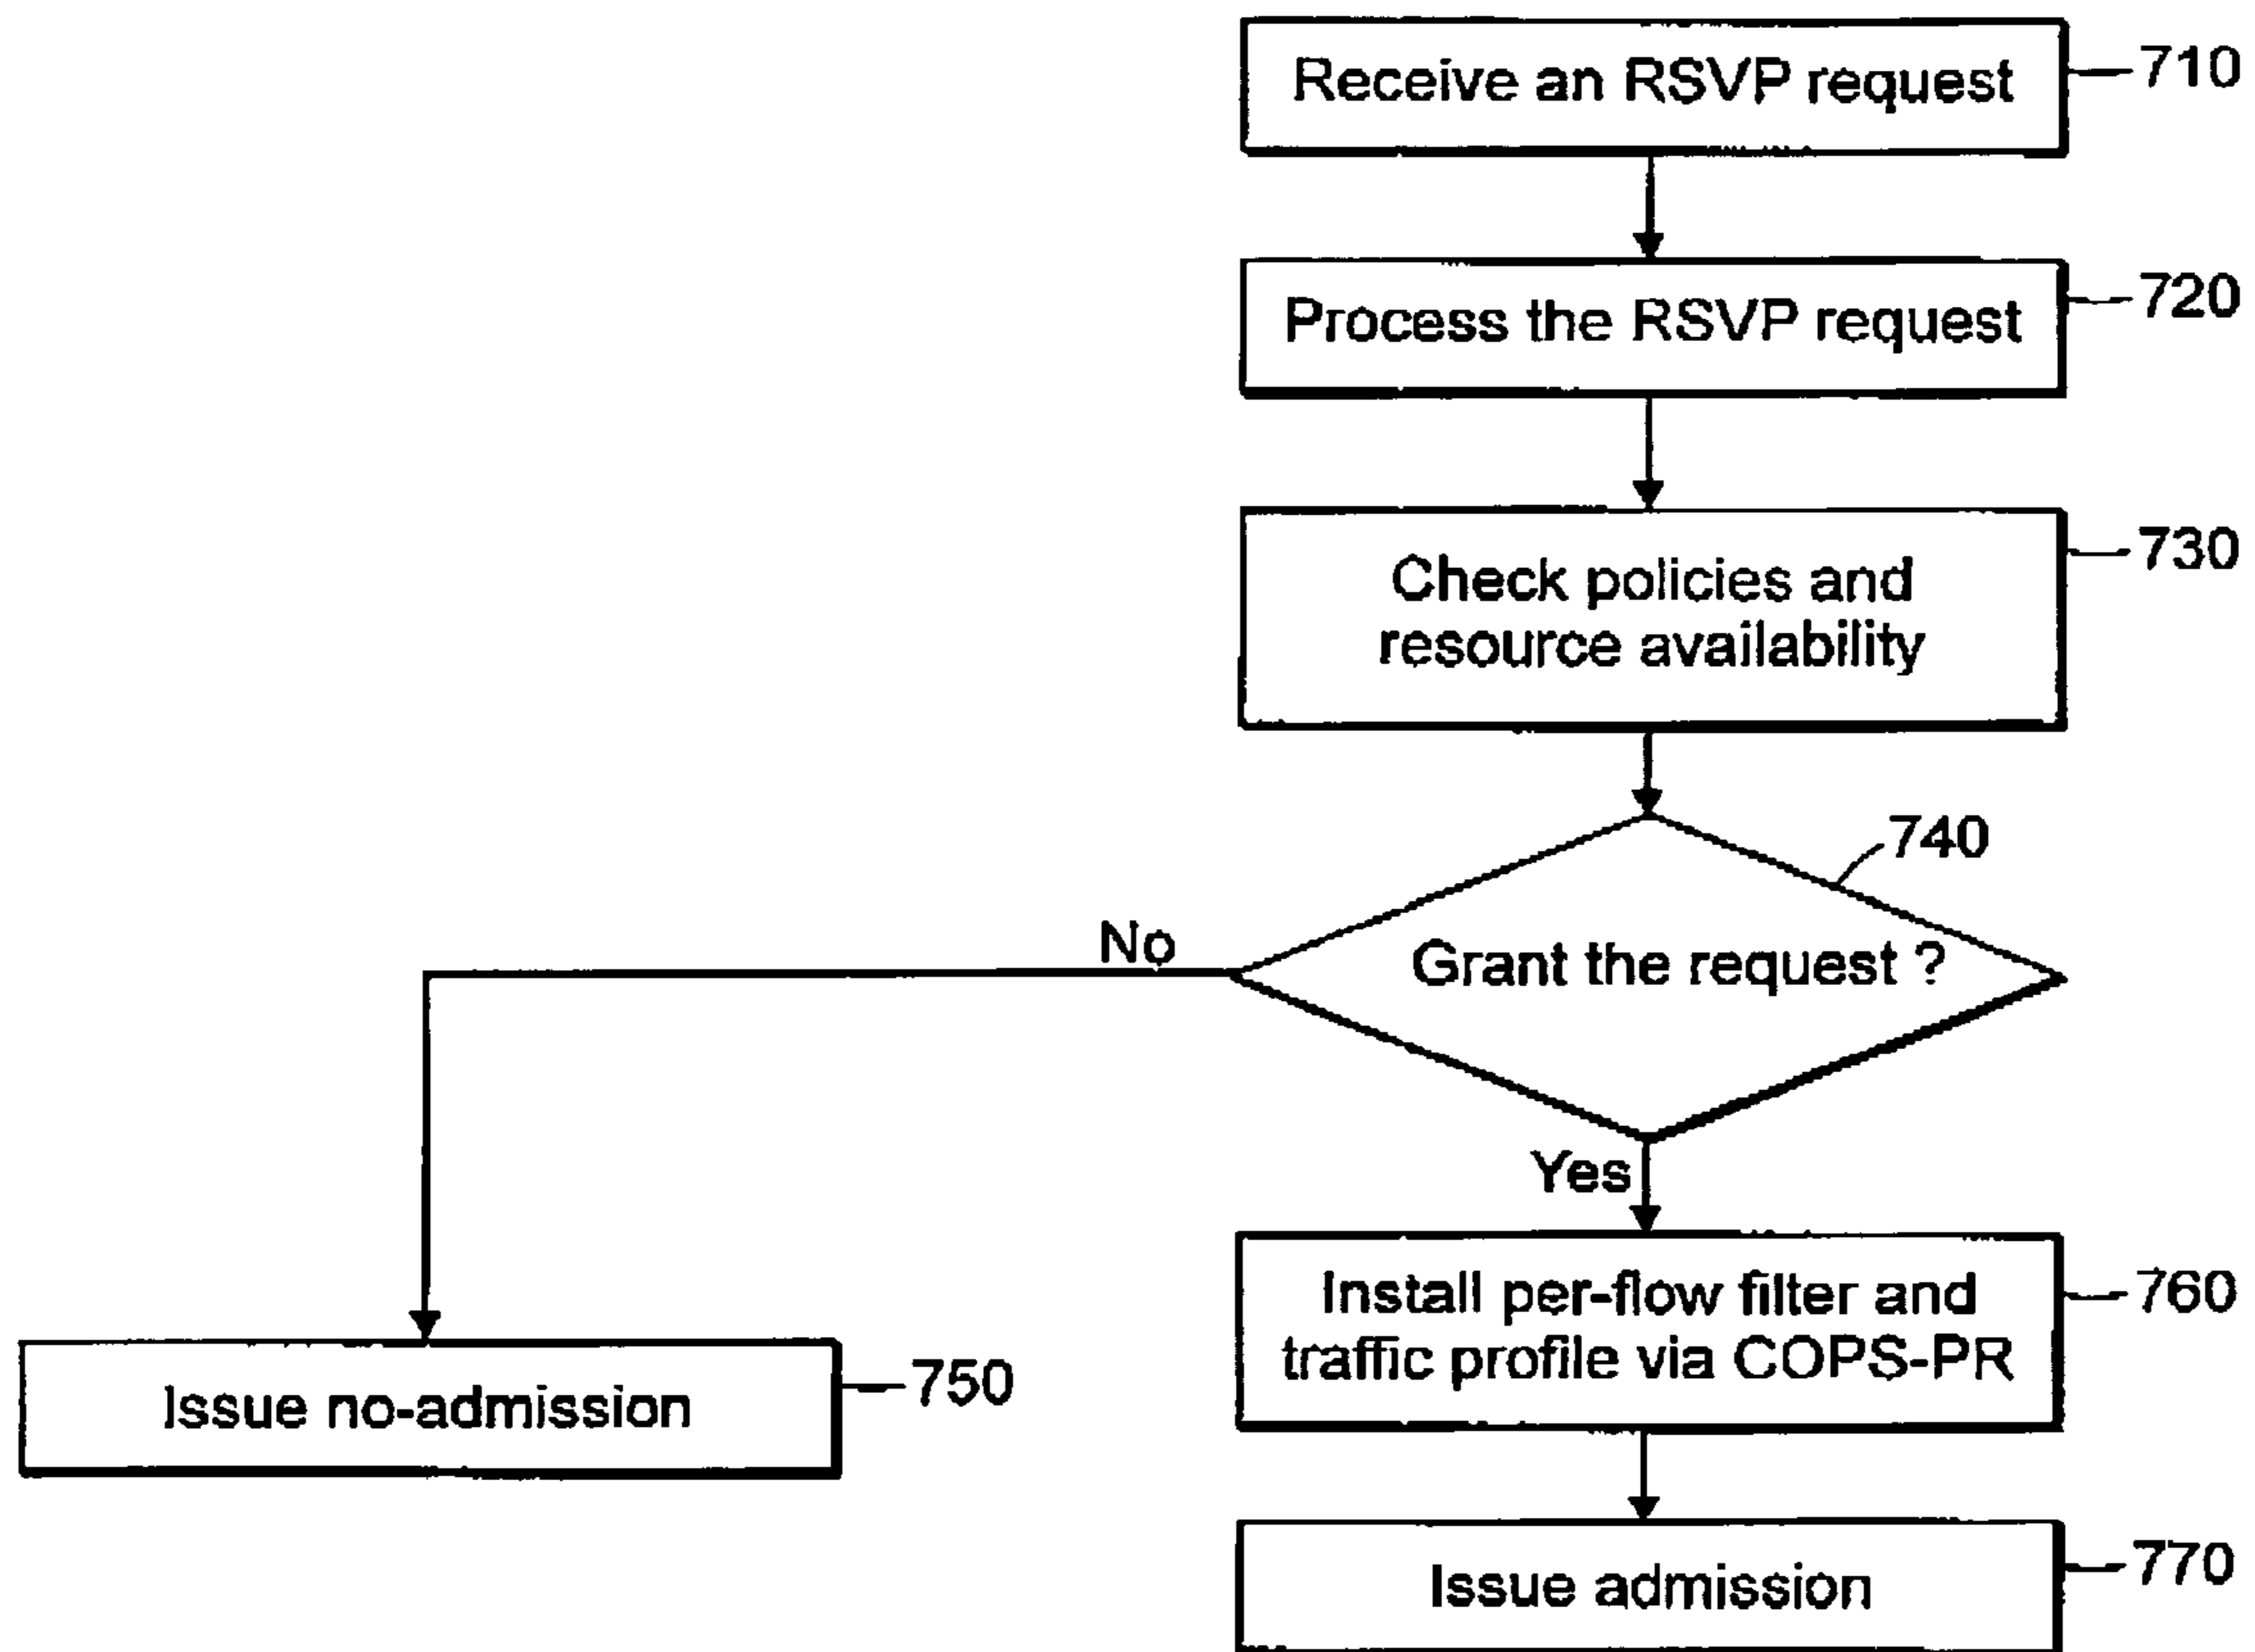 Receive an RSVP request
710
Process the RSVP request
720
Check policies and
resource availability
730
740
Grant the request ?
No
Yes
Install per-flow filter and
traffic profile via COPS-PR
760
Issue no-admission
750
Issue admission
770